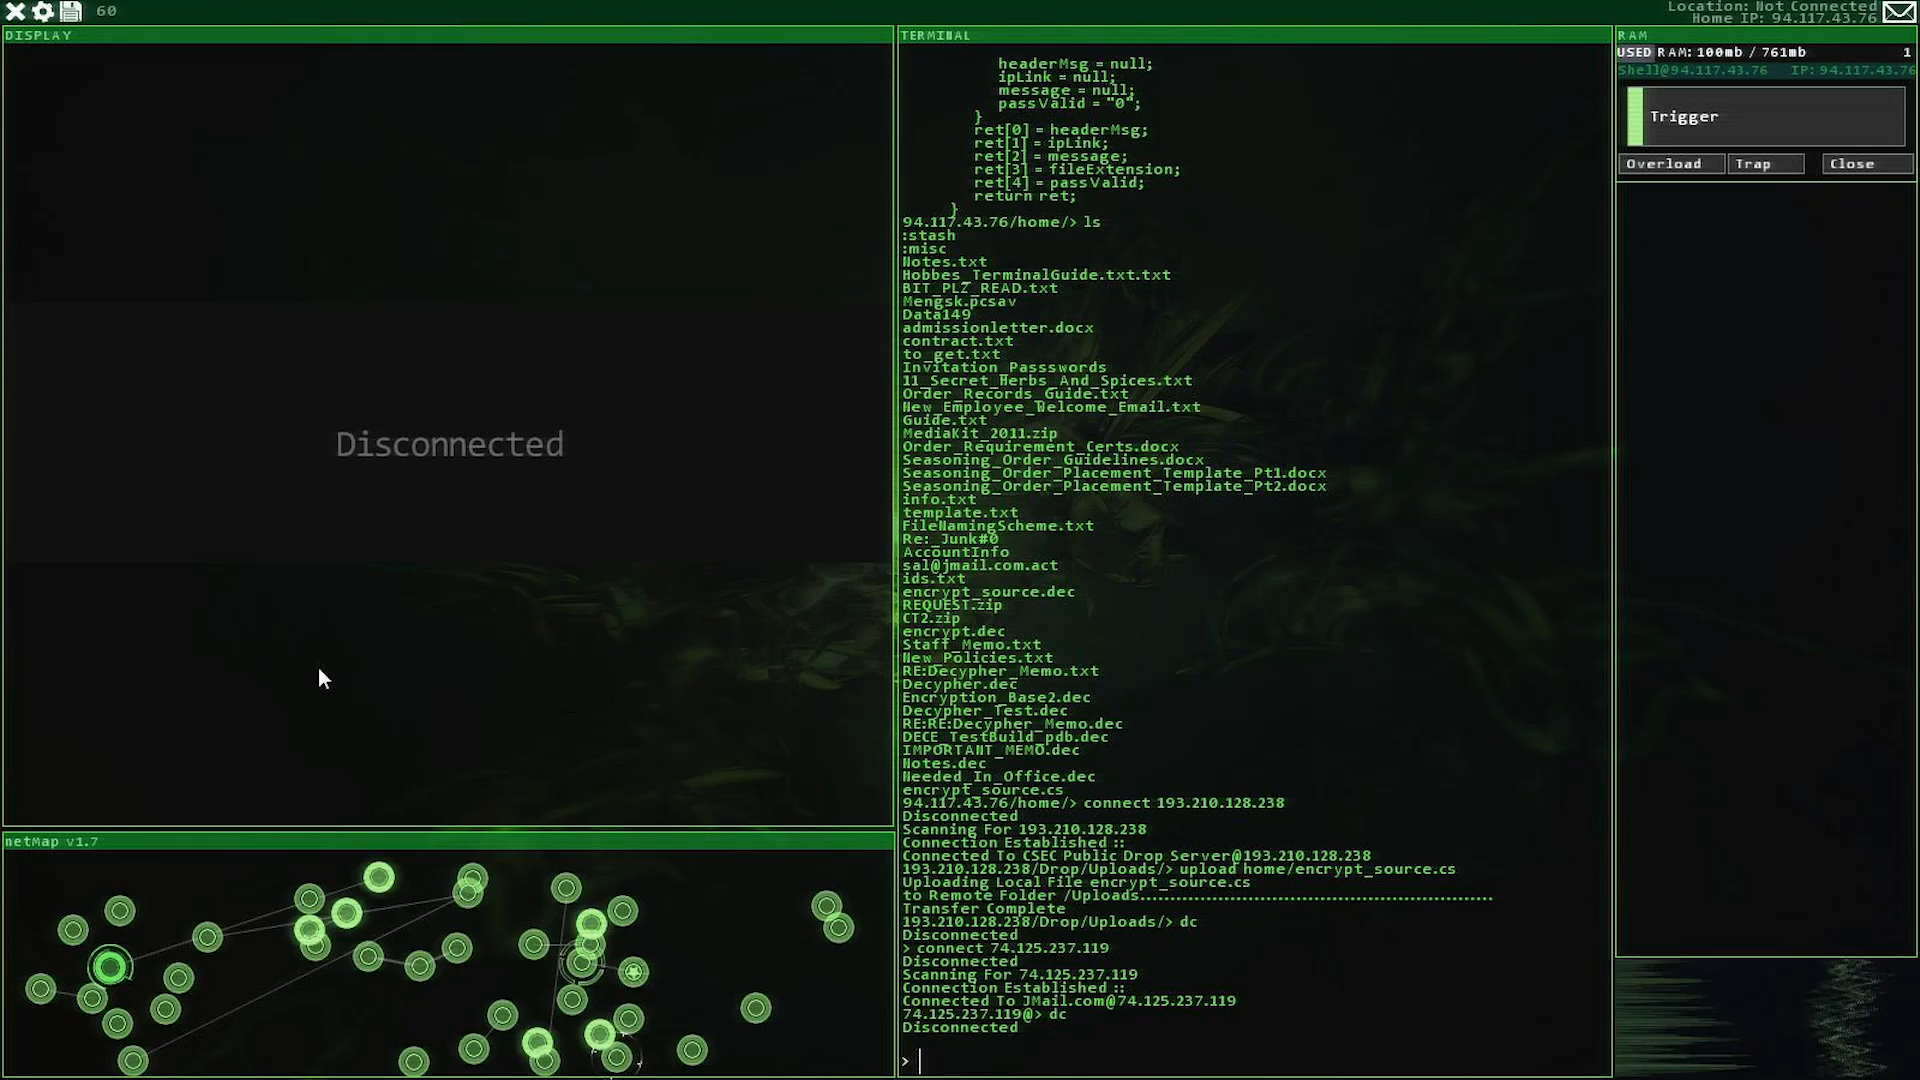 60
Location: Not Connected
Home IP: 94.117.43.76
DISPLAY
Disconnected
netMap v1.7
TERMINAL
headerMsg = null;
ipLink = null;
message = null;
passValid = "0";
}
ret[0] = headerMsg;
ret[1] = ipLink;
ret[2] = message;
ret[3] = fileExtension;
ret[4] = passValid;
return ret;
}
94.117.43.76/home/> ls
:stash
:misc
Notes.txt
Hobbes_TerminalGuide.txt.txt
BIT_PLZ_READ.txt
Mengsk.pcsav
Data149
admissionletter.docx
contract.txt
to_get.txt
Invitation_Passswords
11_Secret_Herbs_And_Spices.txt
Order_Records_Guide.txt
New_Employee_Welcome_Email.txt
Guide.txt
MediaKit_2011.zip
Order_Requirement_Certs.docx
Seasoning_Order_Guidelines.docx
Seasoning_Order_Placement_Template_Pt1.docx
Seasoning_Order_Placement_Template_Pt2.docx
info.txt
template.txt
FileNamingScheme.txt
Re:_Junk#0
AccountInfo
sal@jmail.com.act
ids.txt
encrypt_source.dec
REQUEST.zip
CT2.zip
encrypt.dec
Staff_Memo.txt
New_Policies.txt
RE:Decypher_Memo.txt
Decypher.dec
Encryption_Base2.dec
Decypher_Test.dec
RE:RE:Decypher_Memo.dec
DECE_TestBuild_pdb.dec
IMPORTANT_MEMO.dec
Notes.dec
Needed_In_Office.dec
encrypt_source.cs
94.117.43.76/home/> connect 193.210.128.238
Disconnected
Scanning For 193.210.128.238
Connection Established ::
Connected To CSEC Public Drop Server@193.210.128.238
193.210.128.238/Drop/Uploads/> upload home/encrypt_source.cs
Uploading Local File encrypt_source.cs
to Remote Folder /Uploads......................................................
Transfer Complete
193.210.128.238/Drop/Uploads/> dc
Disconnected
> connect 74.125.237.119
Disconnected
Scanning For 74.125.237.119
Connection Established ::
Connected To JMail.com@74.125.237.119
74.125.237.119@> dc
Disconnected
>
RAM
USED RAM: 100mb / 761mb 1
Shell@94.117.43.76 IP: 94.117.43.76
Trigger
Overload Trap Close